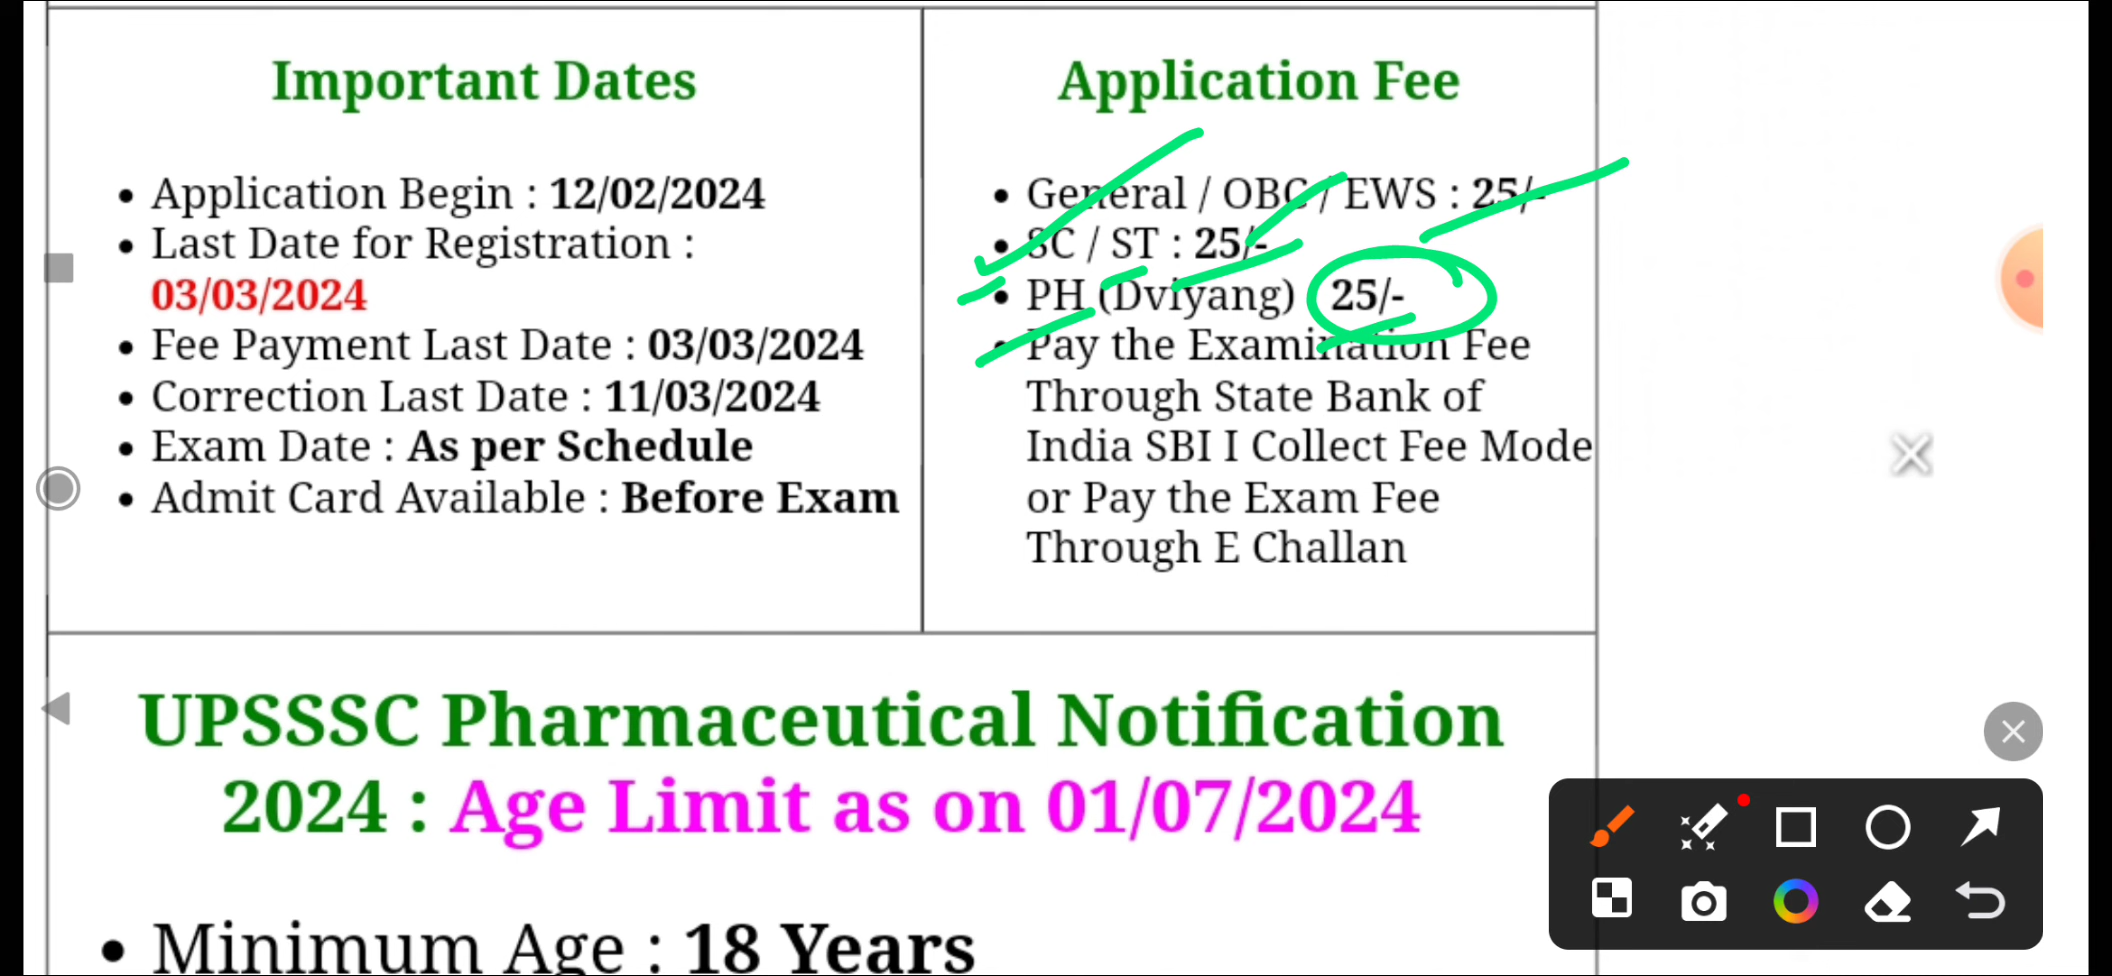 Important Dates
Application Begin : 12/02/2024
Last Date for Registration :
03/03/2024
Fee Payment Last Date : 03/03/2024
Correction Last Date : 11/03/2024
Exam Date : As per Schedule
Admit Card Available : Before Exam
Application Fee
General / OBC / EWS : 25/-
SC / ST : 25/-
PH (Dviyang) 25/-
Pay the Examination Fee
Through State Bank of
India SBI I Collect Fee Mode
or Pay the Exam Fee
Through E Challan
UPSSSC Pharmaceutical Notification
2024 : Age Limit as on 01/07/2024
Minimum Age : 18 Years